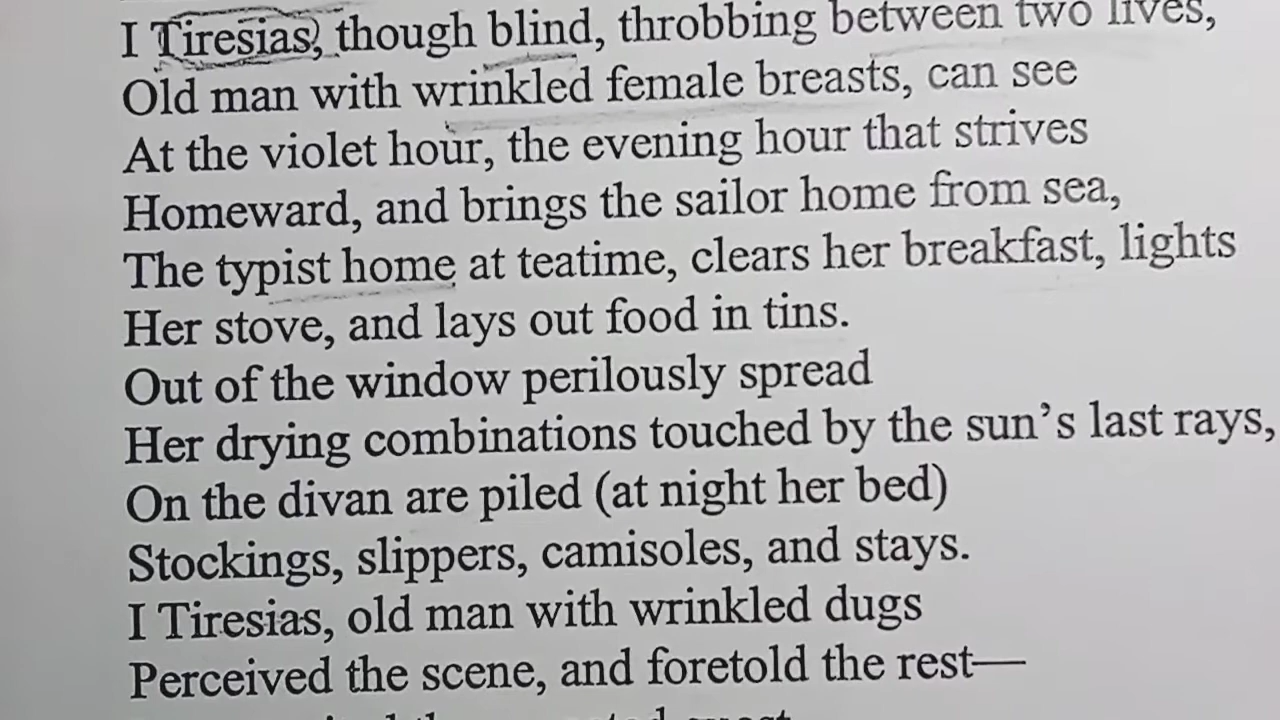 I Tiresias, though blind, throbbing between two lives,
Old man with wrinkled female breasts, can see
At the violet hour, the evening hour that strives
Homeward, and brings the sailor home from sea,
The typist home at teatime, clears her breakfast, lights
Her stove, and lays out food in tins.
Out of the window perilously spread
Her drying combinations touched by the sun’s last rays,
On the divan are piled (at night her bed)
Stockings, slippers, camisoles, and stays.
I Tiresias, old man with wrinkled dugs
Perceived the scene, and foretold the rest—